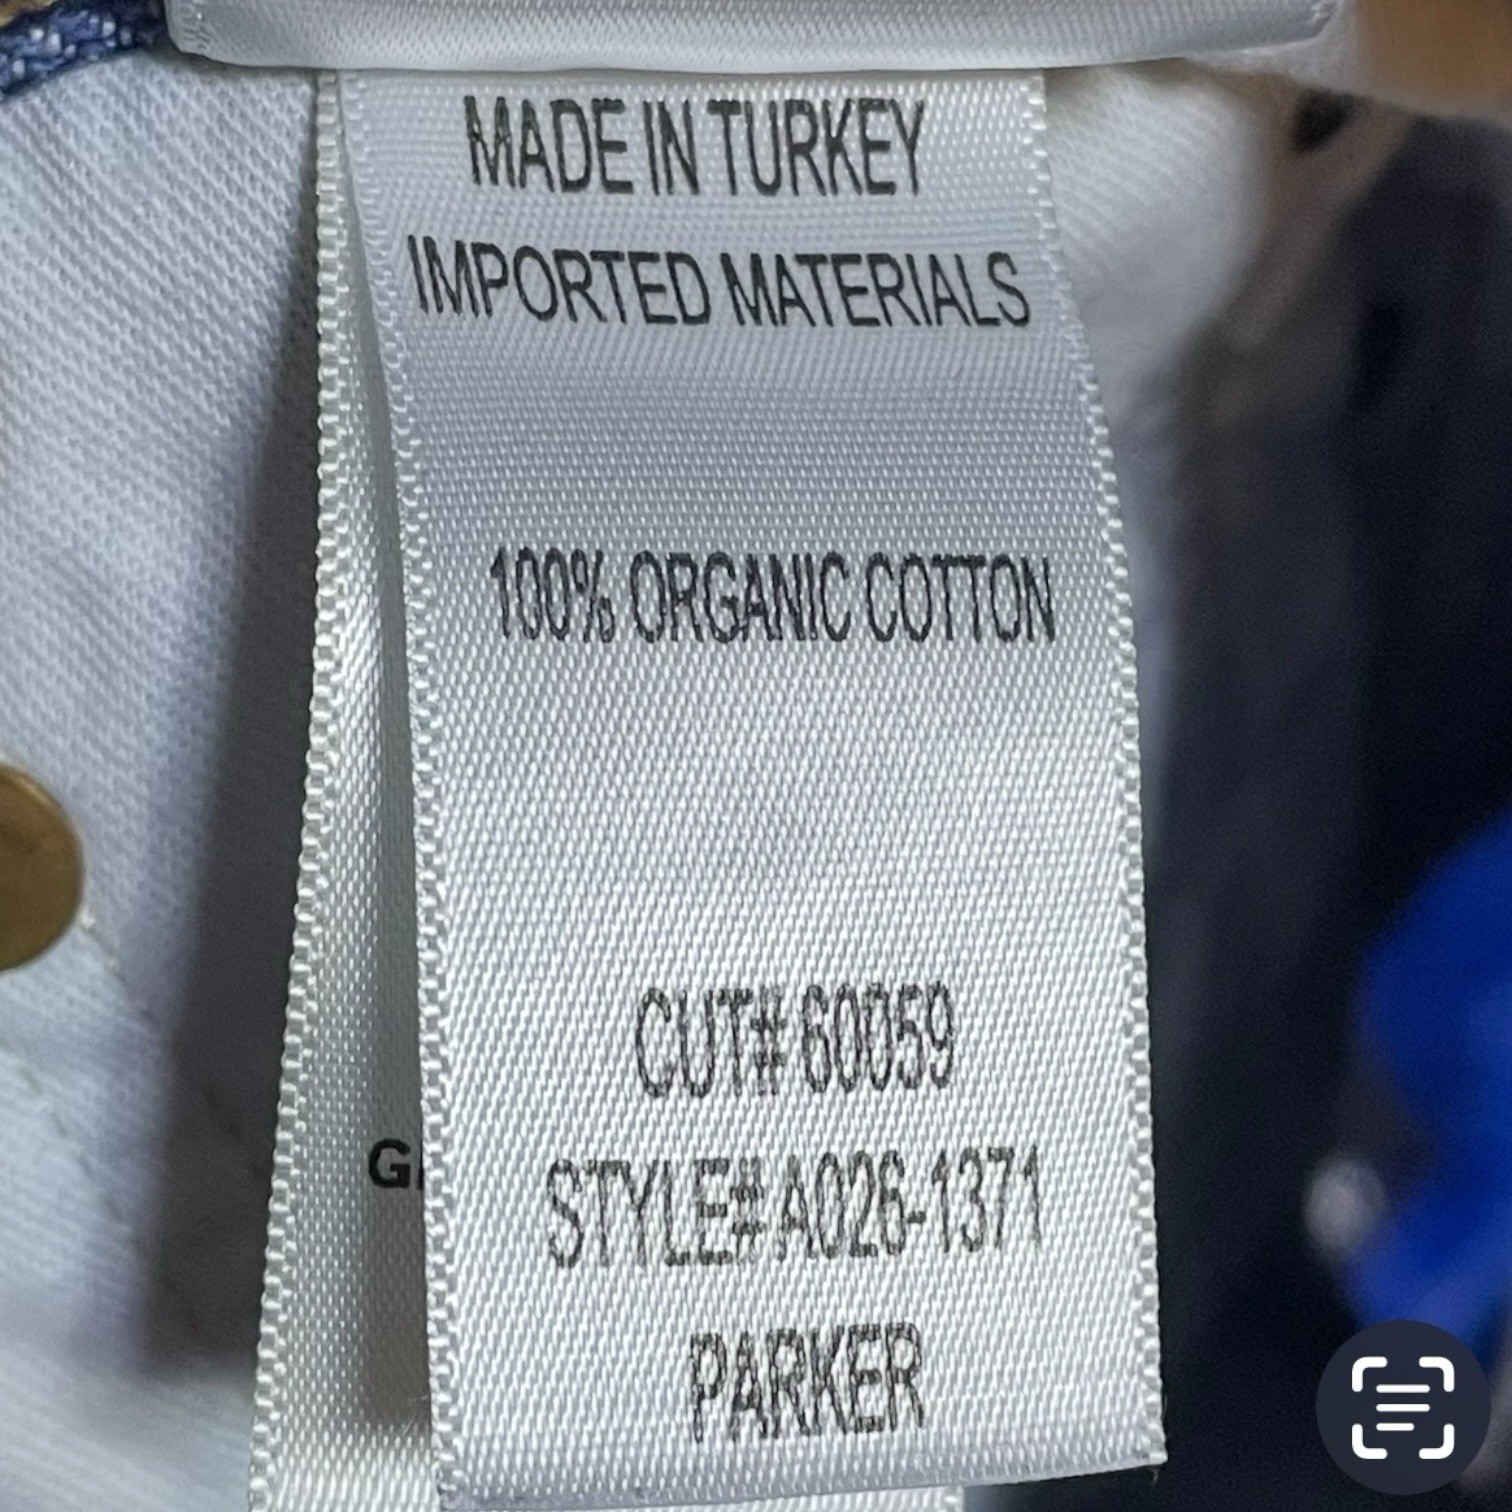 MADE IN TURKEY
IMPORTED MATERIALS
100% ORGANIC COTTON
CUT# 60059
STYLE# A026-1371
PARKER